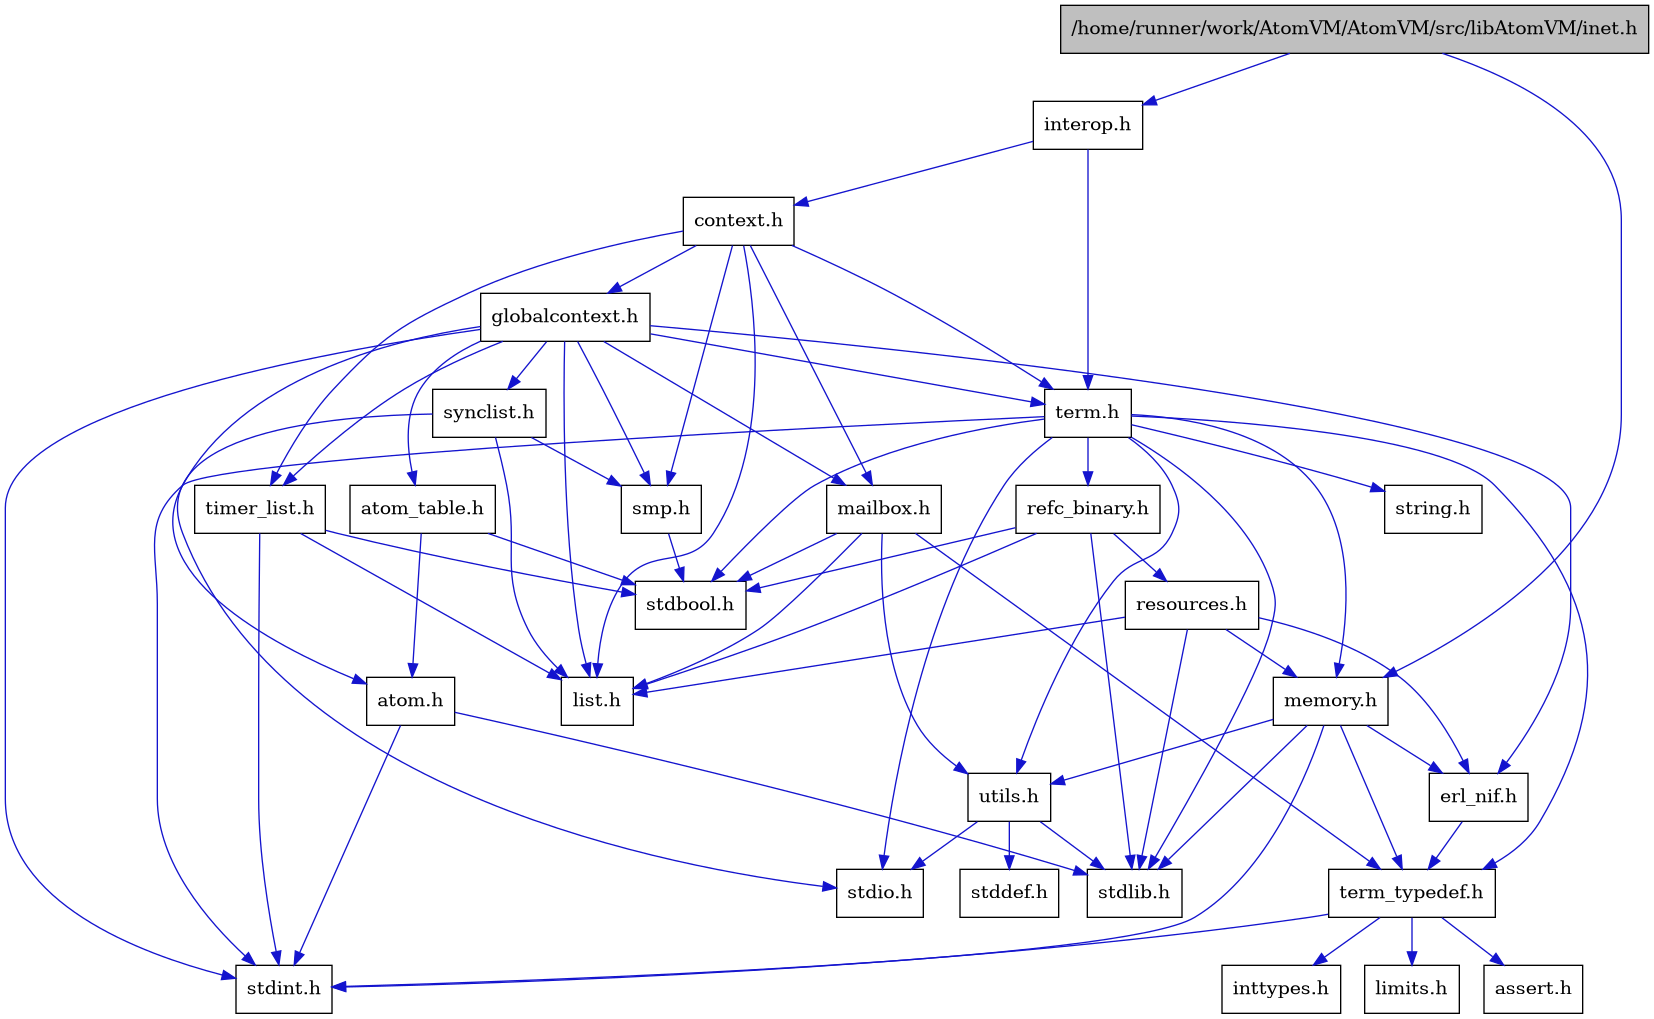 /home/runner/work/AtomVM/AtomVM/src/libAtomVM/inet.h
interop.h
context.h
globalcontext.h
synclist.h
term.h
timer_list.h
atom_table.h
smp.h
mailbox.h
refc_binary.h
string.h
stdbool.h
resources.h
atom.h
list.h
memory.h
utils.h
erl_nif.h
stdio.h
stddef.h
stdlib.h
term_typedef.h
stdint.h
inttypes.h
limits.h
assert.h